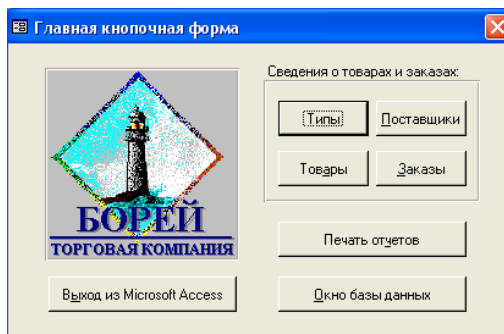 Главная кнопочная форма
Сведения о товарах и заказах:
Типы
Поставщики
Товары
Заказы
БОРЕЙ
ТОРГОВАЯ КОМПАНИЯ
Печать отчетов
Выход из Microsoft Access
Окно базы данных